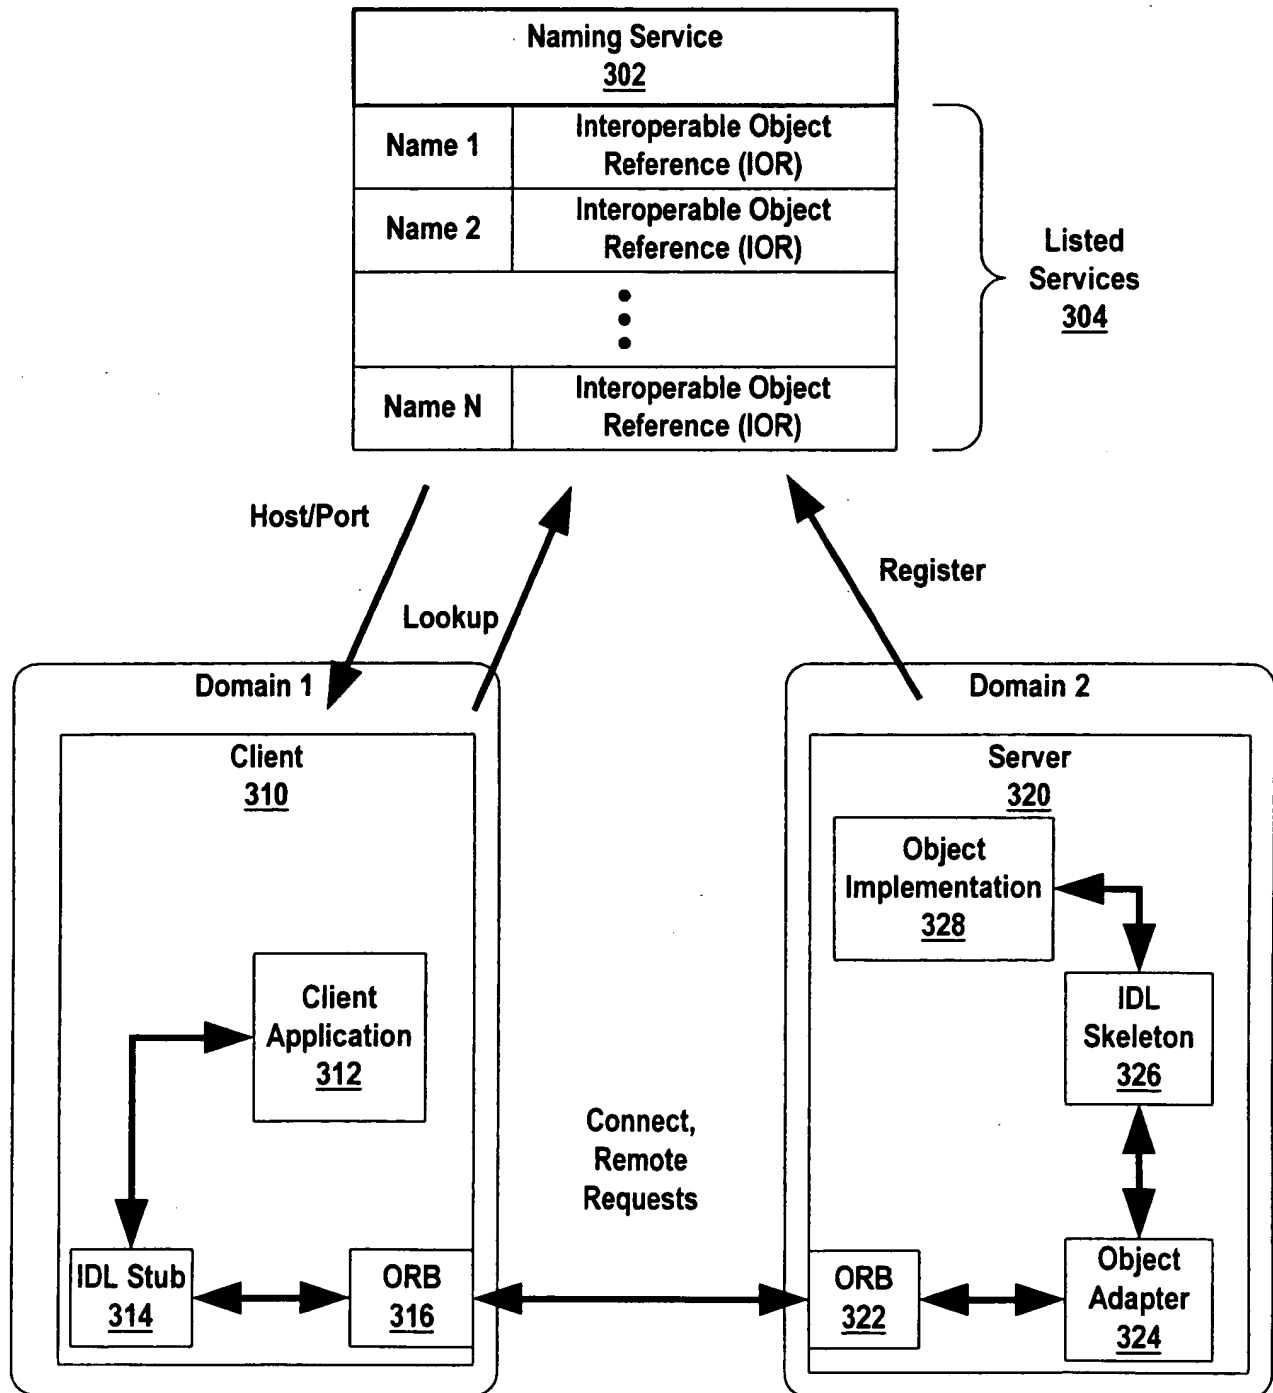 Naming Service
302
Name 1
Interoperable Object
Reference (IOR)
Name 2
Interoperable Object
Reference (IOR)
Name N
Interoperable Object
Reference (IOR)
Listed
Services
304
Host/Port
Lookup
Register
Domain 1
Client
310
Client
Application
312
IDL Stub
314
ORB
316
Connect,
Remote
Requests
Domain 2
Server
320
Object
Implementation
328
IDL
Skeleton
326
ORB
322
Object
Adapter
324